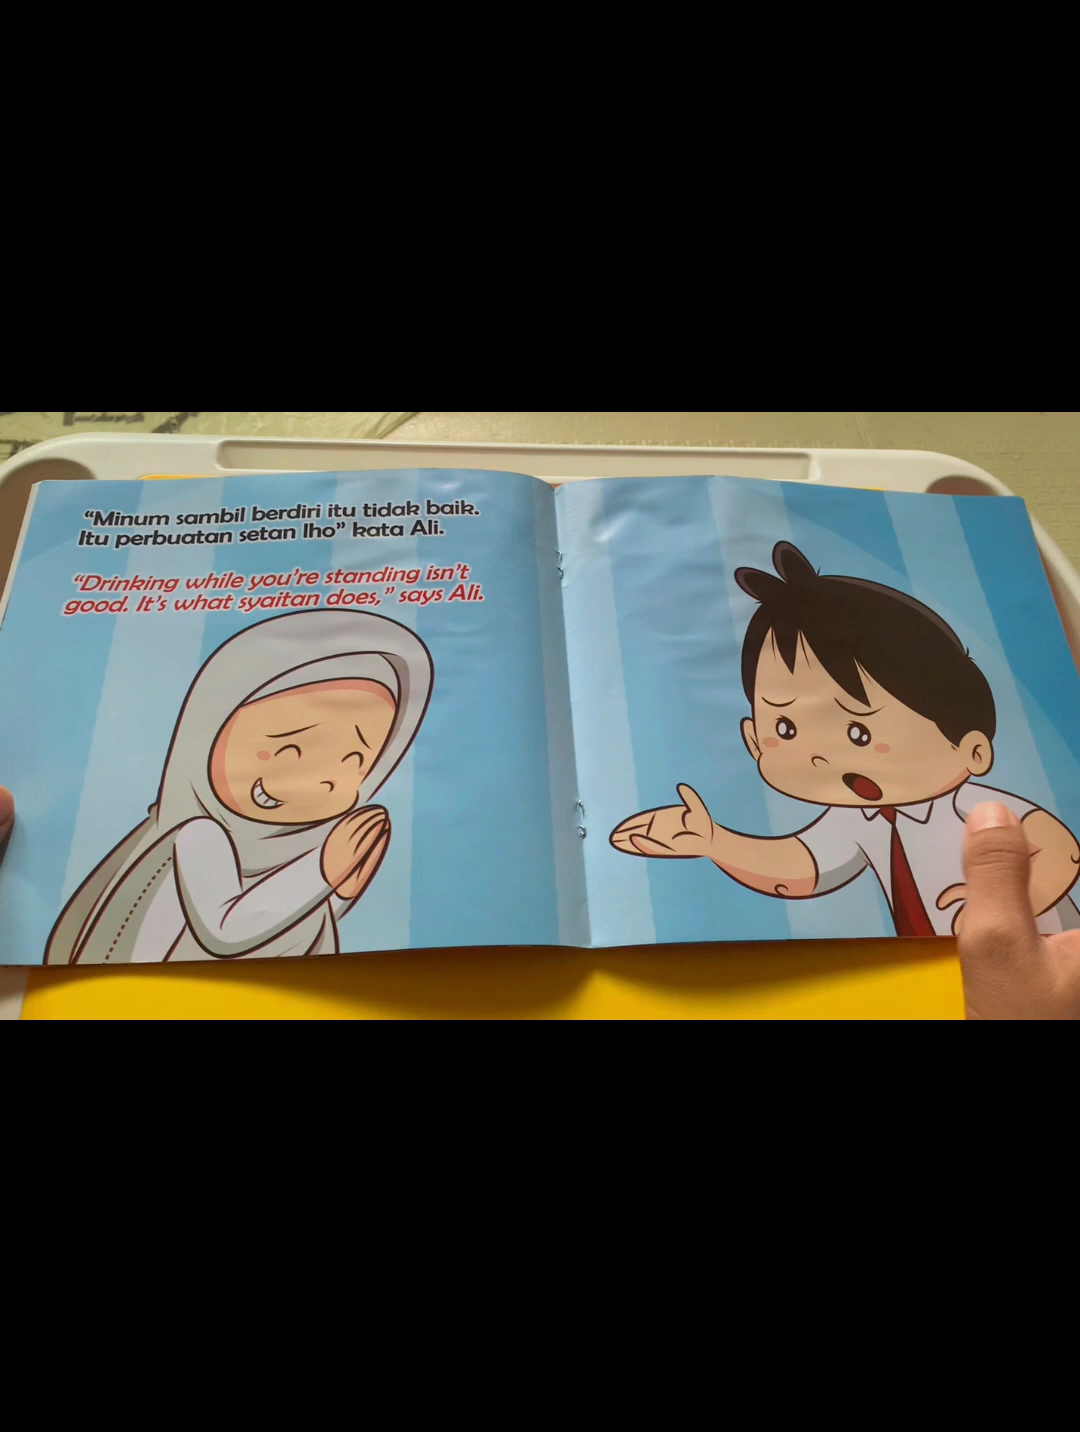 “Minum sambil berdiri itu tidak baik.
Itu perbuatan setan lho” kata Ali.
“Drinking while you’re standing isn’t
good. It’s what syaitan does,” says Ali.